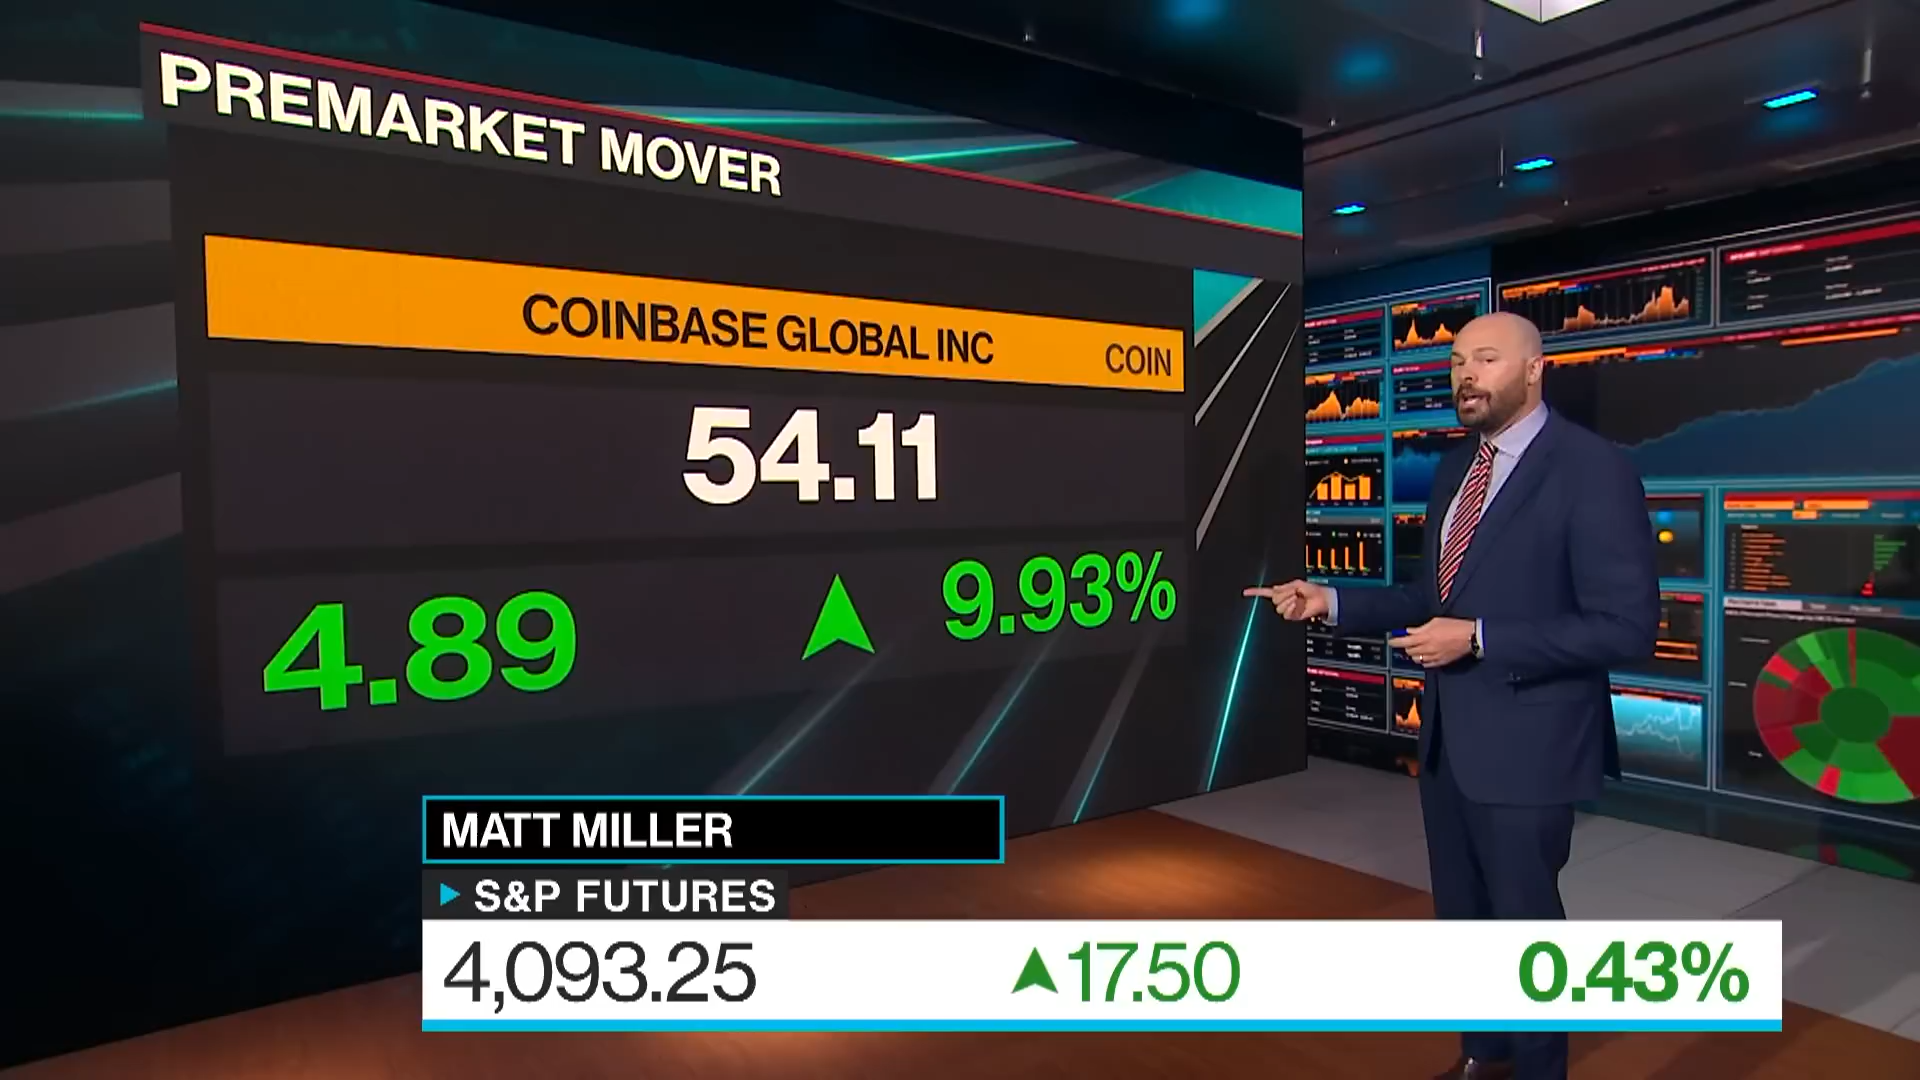 PREMARKET MOVER
COINBASE GLOBAL INC COIN
54.11
4.89 ▲ 9.93%
MATT MILLER
S&P FUTURES
4,093.25 ▲17.50 0.43%